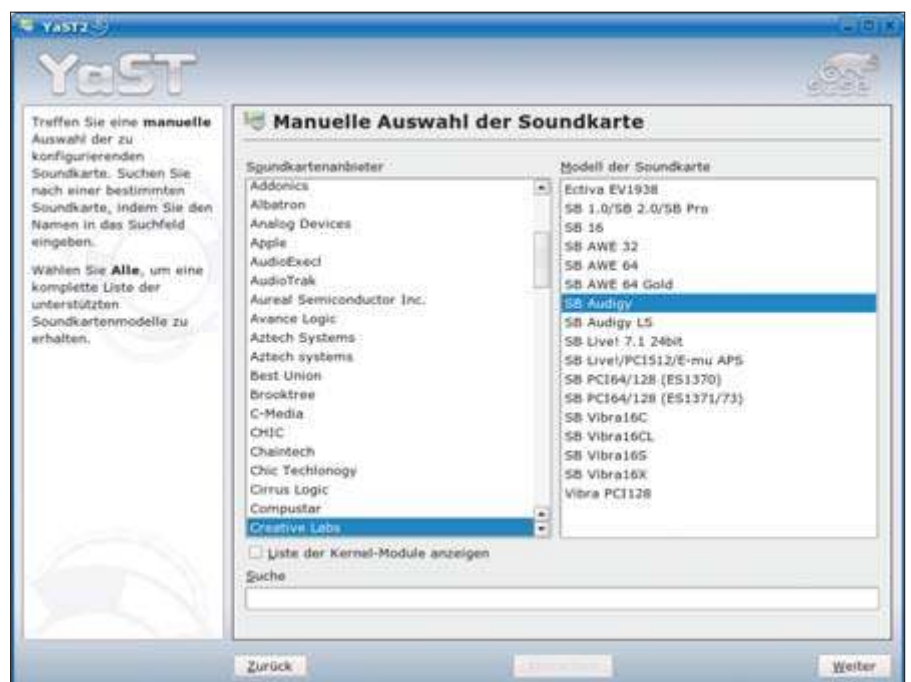 YaST2
YaST
SUSE
Treffen Sie eine manuelle
Auswahl der zu
konfigurierenden
Soundkarte. Suchen Sie
nach einer bestimmten
Soundkarte, indem Sie den
Namen in das Suchfeld
eingeben.
Wählen Sie Alle, um eine
komplette Liste der
unterstützten
Soundkartenmodelle zu
erhalten.
Manuelle Auswahl der Soundkarte
Soundkartenanbieter
Addonics
Albatron
Analog Devices
Apple
AudioExecl
AudioTrak
Aureal Semiconductor Inc.
Avance Logic
Aztech Systems
Aztech systems
Best Union
Brooktree
C-Media
CHIC
Chaintech
Chic Techlonogy
Cirrus Logic
Compustar
Creative Labs
Modell der Soundkarte
Ectiva EV1938
SB 1.0/SB 2.0/SB Pro
SB 16
SB AWE 32
SB AWE 64
SB AWE 64 Gold
SB Audigy
SB Audigy LS
SB Live! 7.1 24bit
SB Live!/PCI512/E-mu APS
SB PCI64/128 (ES1370)
SB PCI64/128 (ES1371/73)
SB Vibra16C
SB Vibra16CL
SB Vibra16S
SB Vibra16X
Vibra PCI128
Liste der Kernel-Module anzeigen
Suche
Zurück
Weiter